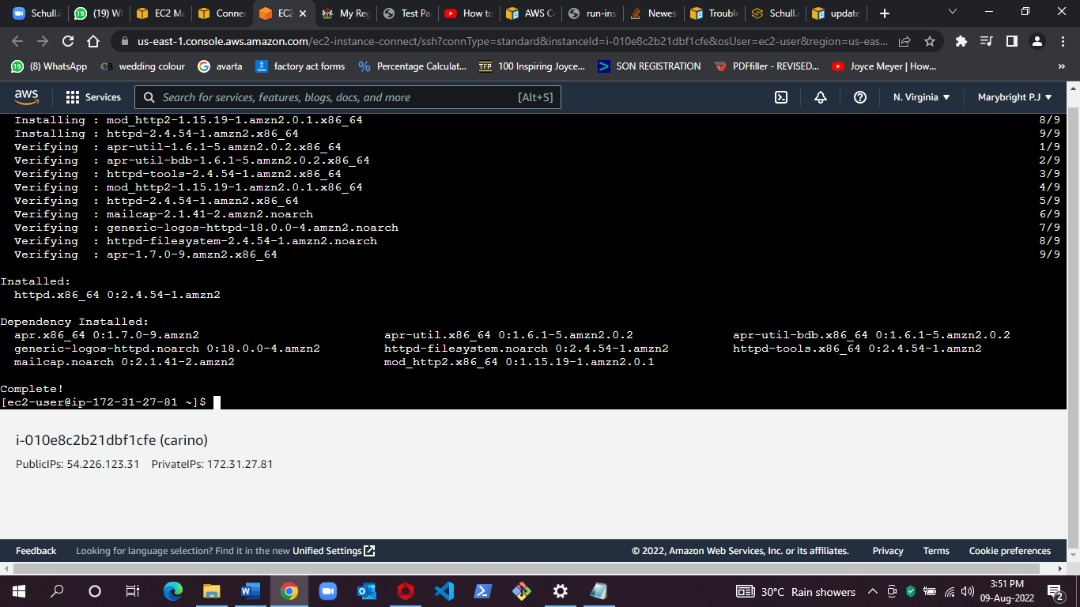 Schull
(19) W
EC2 M
Connec
EC2
My Reg
Test Pa
How to
AWS C
run-ins
Newes
Troubl
Schull
update
us-east-1.console.aws.amazon.com/ec2-instance-connect/ssh?connType=standard&instanceId=i-010e8c2b21dbf1cfe&osUser=ec2-user&region=us-eas...
(8) WhatsApp
wedding colour
avarta
factory act forms
Percentage Calculat...
100 Inspiring Joyce...
SON REGISTRATION
PDFfiller - REVISED...
Joyce Meyer | How...
»
aws
Services
Search for services, features, blogs, docs, and more
[Alt+S]
N. Virginia ▼
Marybright P.J ▼
Installing : mod_http2-1.15.19-1.amzn2.0.1.x86_64 8/9
Installing : httpd-2.4.54-1.amzn2.x86_64 9/9
Verifying : apr-util-1.6.1-5.amzn2.0.2.x86_64 1/9
Verifying : apr-util-bdb-1.6.1-5.amzn2.0.2.x86_64 2/9
Verifying : httpd-tools-2.4.54-1.amzn2.x86_64 3/9
Verifying : mod_http2-1.15.19-1.amzn2.0.1.x86_64 4/9
Verifying : httpd-2.4.54-1.amzn2.x86_64 5/9
Verifying : mailcap-2.1.41-2.amzn2.noarch 6/9
Verifying : generic-logos-httpd-18.0.0-4.amzn2.noarch 7/9
Verifying : httpd-filesystem-2.4.54-1.amzn2.noarch 8/9
Verifying : apr-1.7.0-9.amzn2.x86_64 9/9
Installed:
httpd.x86_64 0:2.4.54-1.amzn2
Dependency Installed:
apr.x86_64 0:1.7.0-9.amzn2 apr-util.x86_64 0:1.6.1-5.amzn2.0.2 apr-util-bdb.x86_64 0:1.6.1-5.amzn2.0.2
generic-logos-httpd.noarch 0:18.0.0-4.amzn2 httpd-filesystem.noarch 0:2.4.54-1.amzn2 httpd-tools.x86_64 0:2.4.54-1.amzn2
mailcap.noarch 0:2.1.41-2.amzn2 mod_http2.x86_64 0:1.15.19-1.amzn2.0.1
Complete!
[ec2-user@ip-172-31-27-81 ~]$
i-010e8c2b21dbf1cfe (carino)
PublicIPs: 54.226.123.31 PrivateIPs: 172.31.27.81
Feedback
Looking for language selection? Find it in the new Unified Settings
© 2022, Amazon Web Services, Inc. or its affiliates.
Privacy
Terms
Cookie preferences
30°C Rain showers
3:51 PM
09-Aug-2022
2